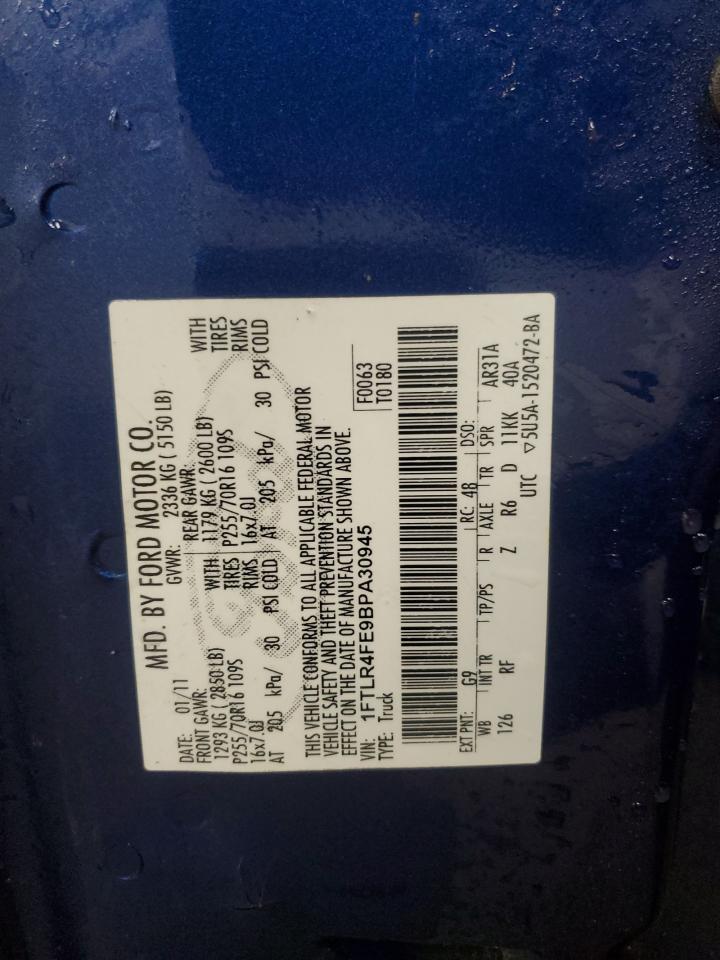 MFD. BY FORD MOTOR CO.
DATE: 01/11 GVWR: 2336 KG ( 5150 LB)
FRONT GAWR: REAR GAWR:
1293 KG ( 2850 LB) WITH 1179 KG ( 2600 LB) WITH
P255/70R16 109S TIRES P255/70R16 109S TIRES
16x7.0J RIMS 16x7.0J RIMS
AT 205 kPa/ 30 PSI COLD AT 205 kPa/ 30 PSI COLD
THIS VEHICLE CONFORMS TO ALL APPLICABLE FEDERAL MOTOR
VEHICLE SAFETY AND THEFT PREVENTION STANDARDS IN
EFFECT ON THE DATE OF MANUFACTURE SHOWN ABOVE.
VIN: 1FTLR4FE9BPA30945 F0063
TYPE: Truck T0180
EXT PNT: G9 RC: 48 DSO:
WB INT TR TP/PS R AXLE TR SPR AR31A
126 RF Z R6 D 11KK 40A
UTC ▽5U5A-1520472-BA